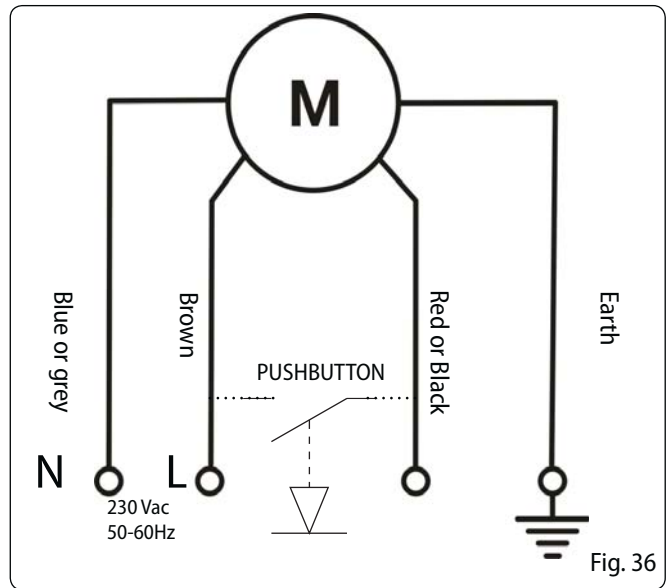 M
Blue or grey
Brown
Red or Black
Earth
PUSHBUTTON
N
L
230 Vac
50-60Hz
Fig. 36